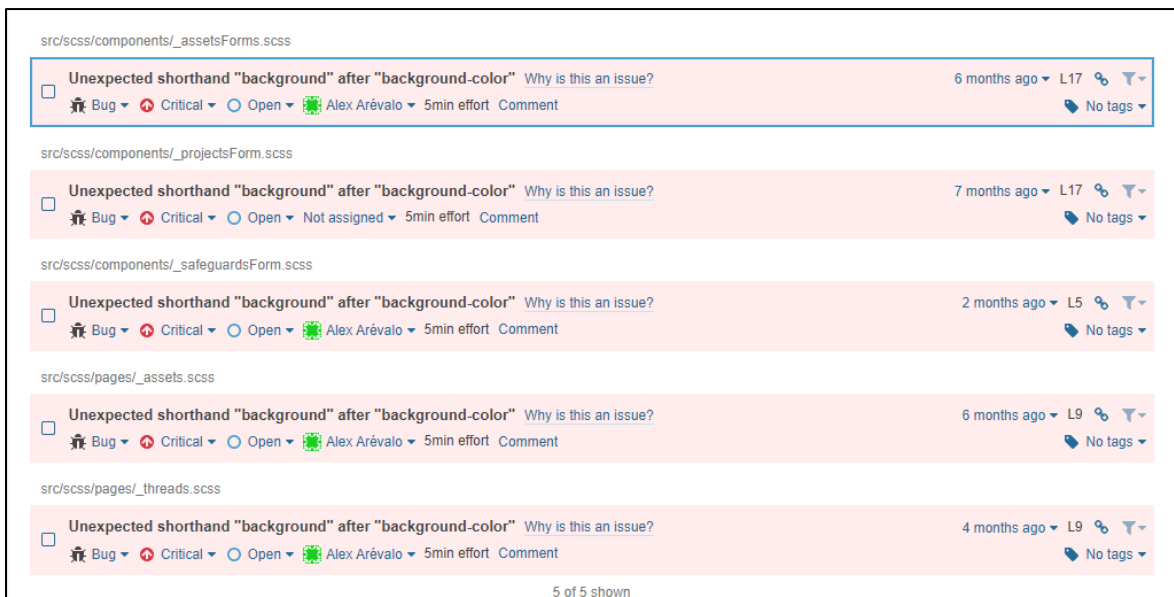 src/scss/components/_assetsForms.scss
Unexpected shorthand "background" after "background-color" Why is this an issue? 6 months ago L17
Bug Critical Open Alex Arévalo 5min effort Comment No tags
src/scss/components/_projectsForm.scss
Unexpected shorthand "background" after "background-color" Why is this an issue? 7 months ago L17
Bug Critical Open Not assigned 5min effort Comment No tags
src/scss/components/_safeguardsForm.scss
Unexpected shorthand "background" after "background-color" Why is this an issue? 2 months ago L5
Bug Critical Open Alex Arévalo 5min effort Comment No tags
src/scss/pages/_assets.scss
Unexpected shorthand "background" after "background-color" Why is this an issue? 6 months ago L9
Bug Critical Open Alex Arévalo 5min effort Comment No tags
src/scss/pages/_threads.scss
Unexpected shorthand "background" after "background-color" Why is this an issue? 4 months ago L9
Bug Critical Open Alex Arévalo 5min effort Comment No tags
5 of 5 shown